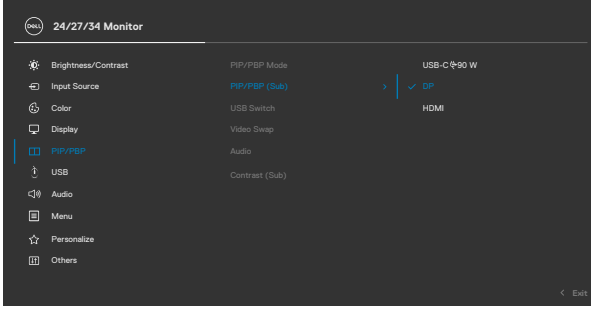 DELL 24/27/34 Monitor
Brightness/Contrast PIP/PBP Mode USB-C 90 W
Input Source PIP/PBP (Sub) DP
Color USB Switch HDMI
Display Video Swap
PIP/PBP Audio
USB Contrast (Sub)
Audio
Menu
Personalize
Others
Exit